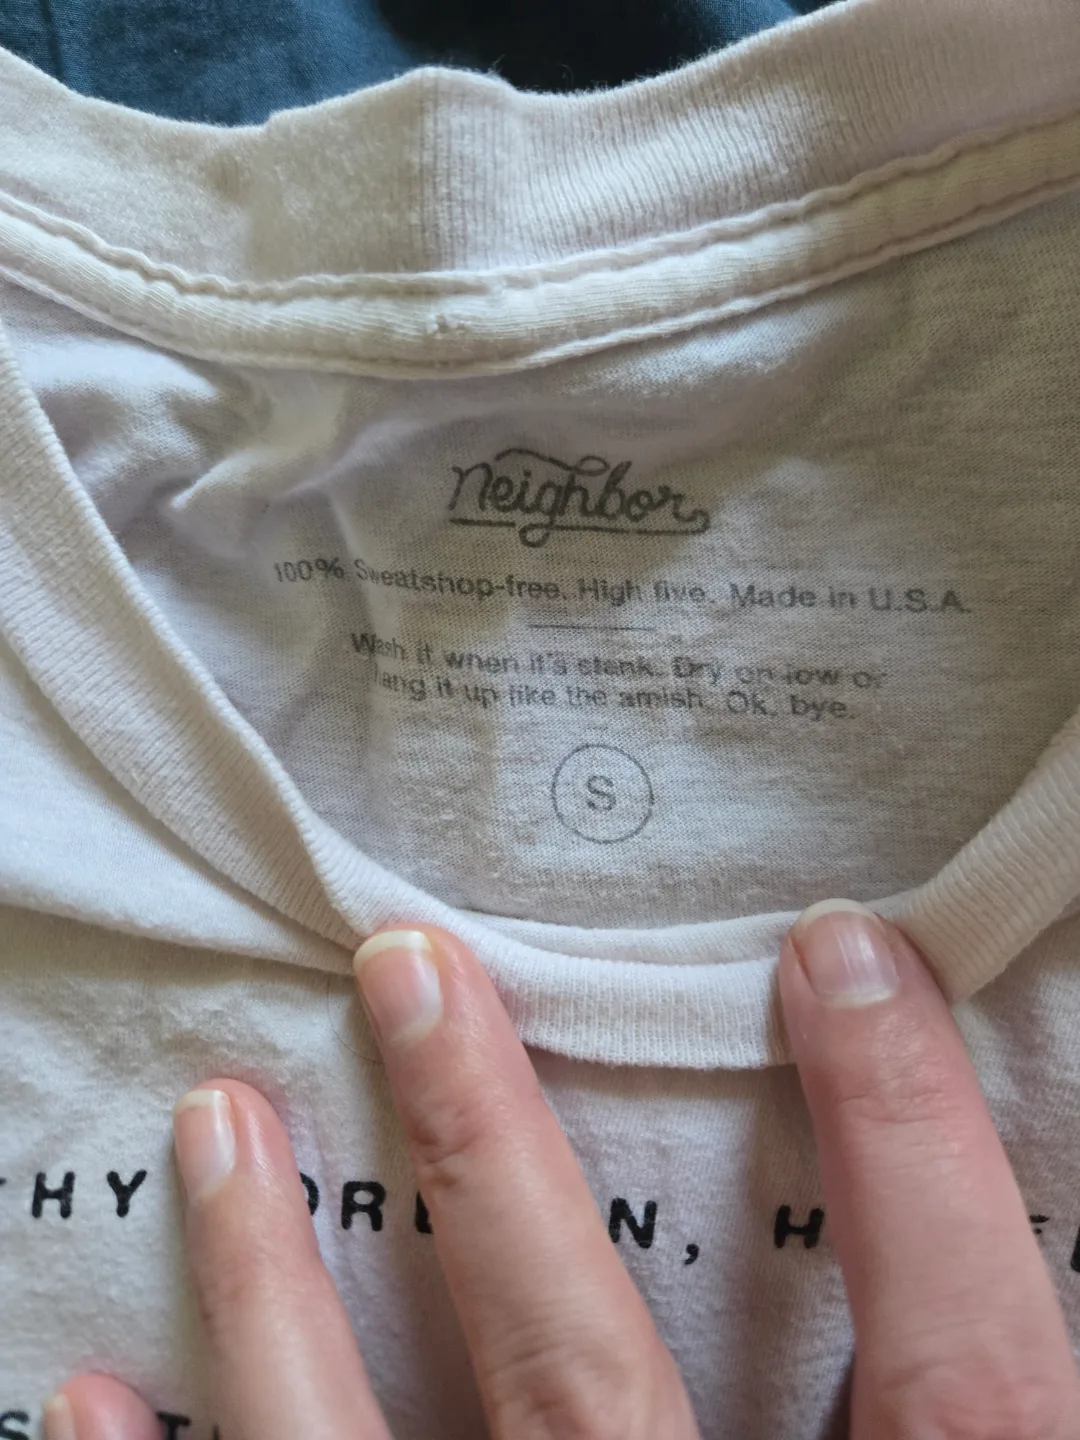 Neighbor
100% Sweatshop-free. High five. Made in U.S.A.
Wash it when it's stank. Dry on low or
hang it up like the amish. Ok, bye.
S
HY
N, H
S